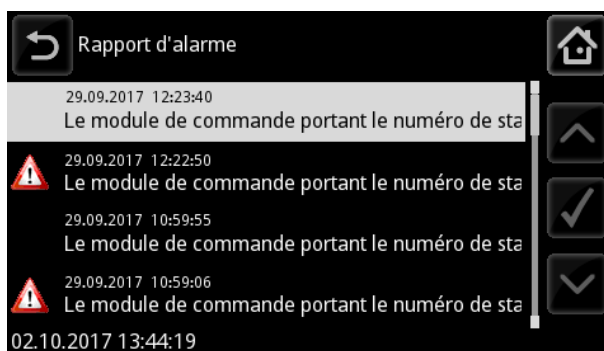 Rapport d'alarme
29.09.2017 12:23:40
Le module de commande portant le numéro de sta
29.09.2017 12:22:50
Le module de commande portant le numéro de sta
29.09.2017 10:59:55
Le module de commande portant le numéro de sta
29.09.2017 10:59:06
Le module de commande portant le numéro de sta
02.10.2017 13:44:19